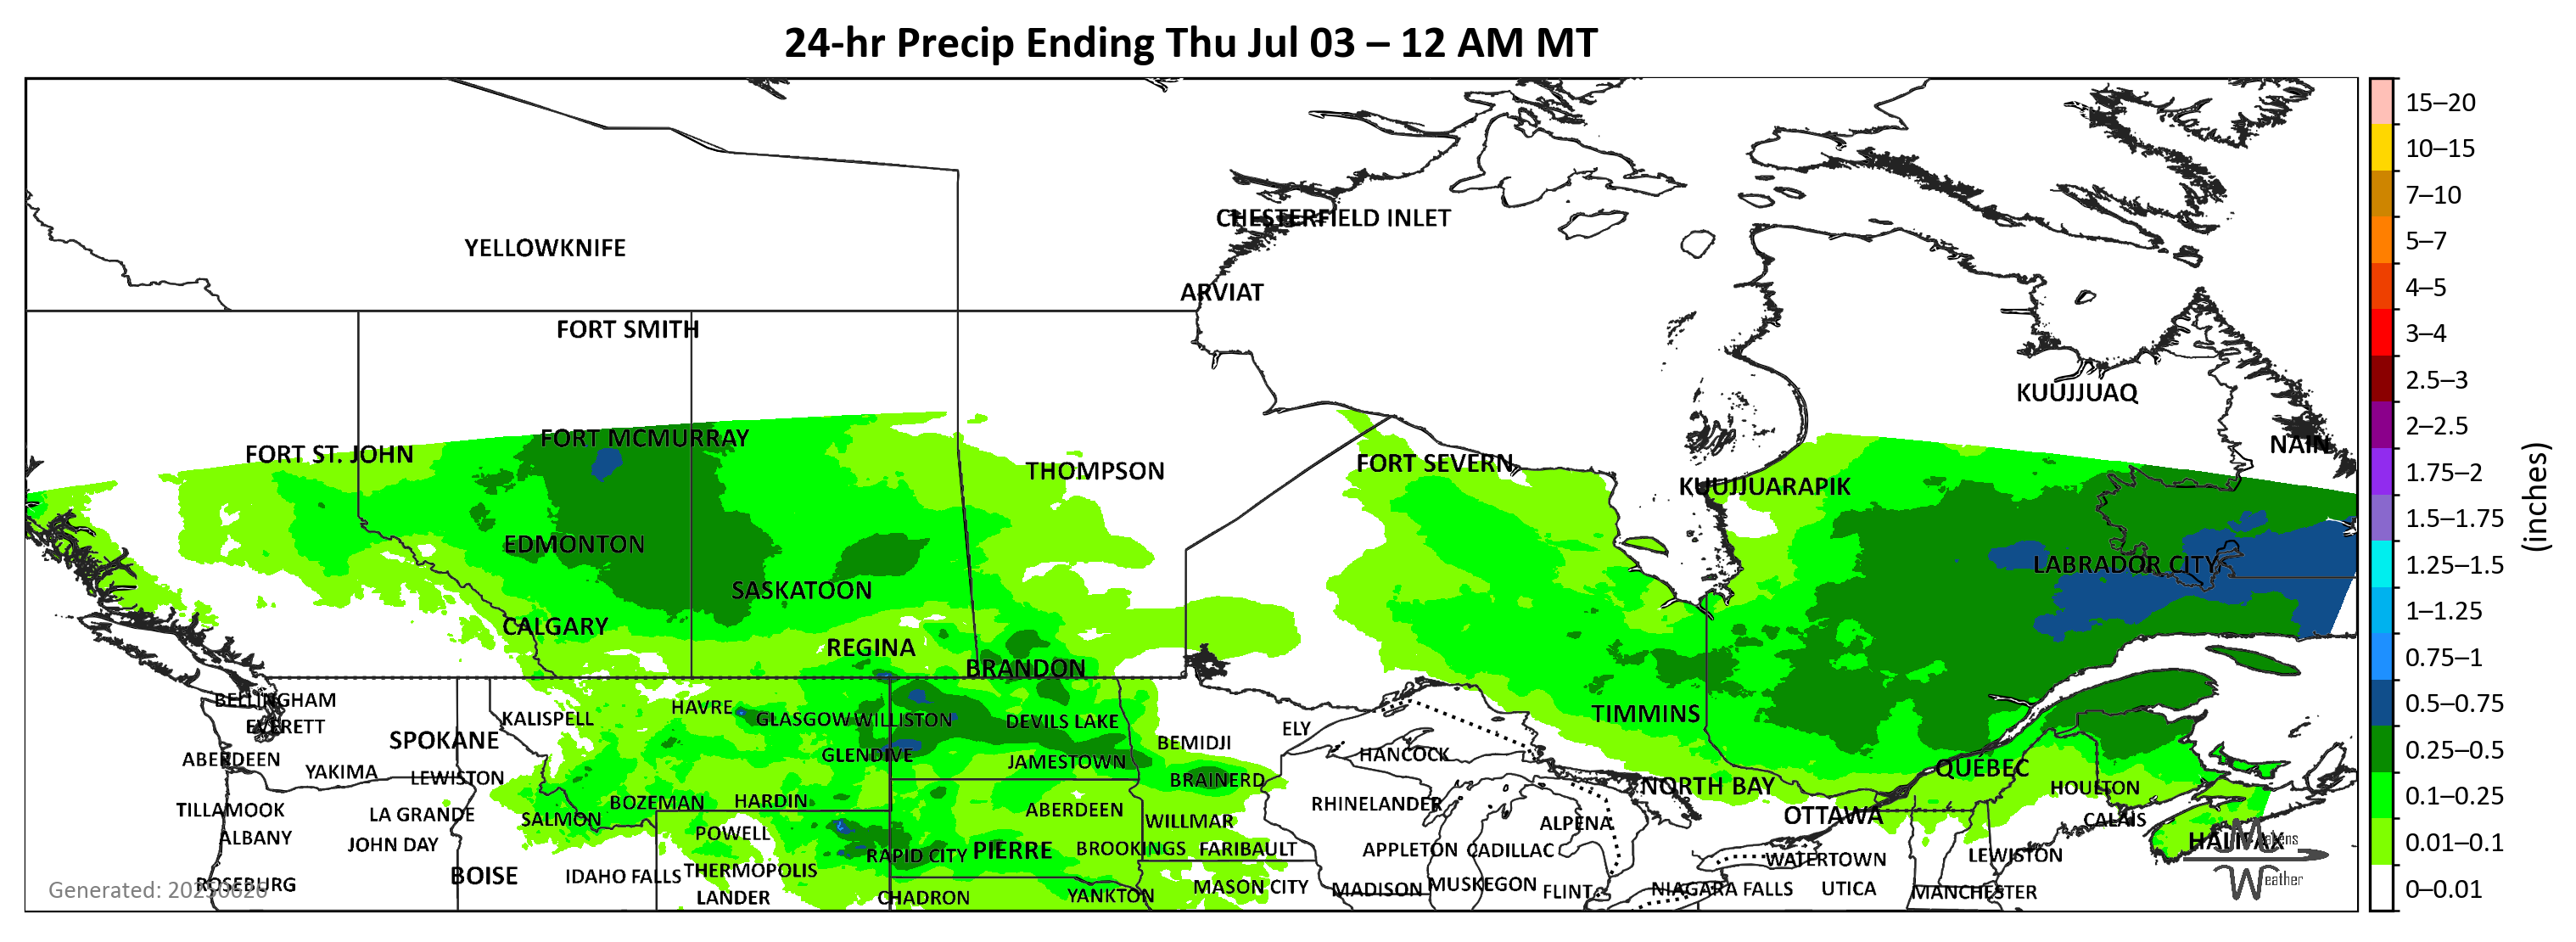 24-hr Precip Ending Thu Jul 03 – 12 AM MT
15–20
10–15
7–10
5–7
4–5
3–4
2.5–3
2–2.5
1.75–2
1.5–1.75
1.25–1.5
1–1.25
0.75–1
0.5–0.75
0.25–0.5
0.1–0.25
0.01–0.1
0–0.01
(inches)
CHESTERFIELD INLET
YELLOWKNIFE
ARVIAT
FORT SMITH
KUUJJUAQ
FORT MCMURRAY
NAIN
FORT ST. JOHN
FORT SEVERN
THOMPSON
KUUJJUARAPIK
EDMONTON
LABRADOR CITY
SASKATOON
CALGARY
REGINA
BRANDON
BELLINGHAM
HAVRE
TIMMINS
KALISPELL
GLASGOW
WILLISTON
DEVILS LAKE
EVERETT
ELY
SPOKANE
BEMIDJI
GLENDIVE
HANCOCK
ABERDEEN
JAMESTOWN
QUÉBEC
YAKIMA
LEWISTON
BRAINERD
NORTH BAY
HOULTON
BOZEMAN
HARDIN
RHINELANDER
TILLAMOOK
LA GRANDE
ABERDEEN
OTTAWA
SALMON
WILLMAR
CALAIS
ALPENA
POWELL
ALBANY
HALIFAX
JOHN DAY
BROOKINGS
FARIBAULT
APPLETON
CADILLAC
PIERRE
RAPID CITY
LEWISTON
WATERTOWN
THERMOPOLIS
BOISE
IDAHO FALLS
ROSEBURG
MUSKEGON
MASON CITY
MADISON
FLINT
NIAGARA FALLS
UTICA
MANCHESTER
LANDER
CHADRON
YANKTON
Weather